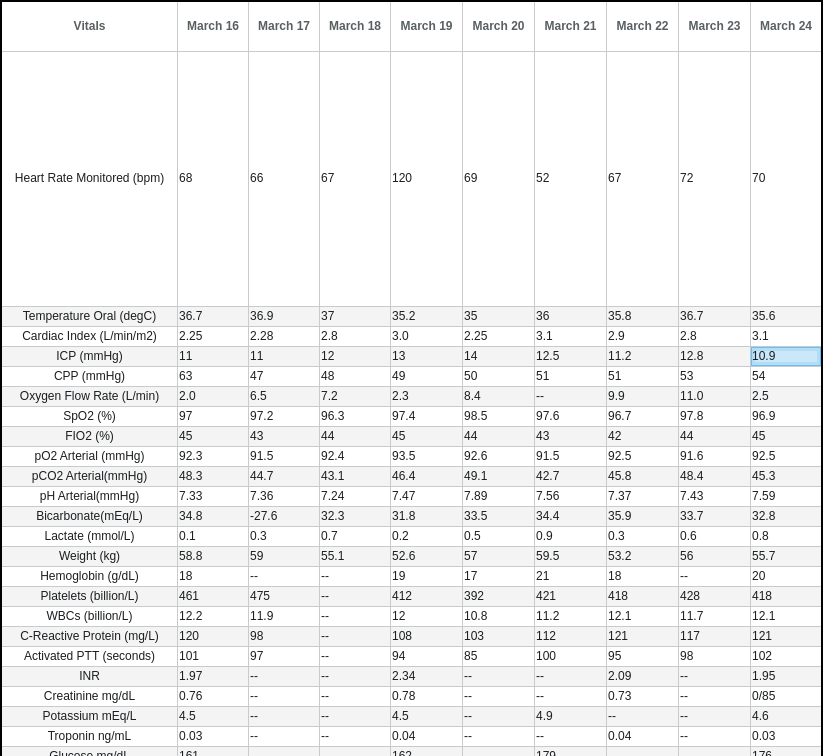 Vitals March 16 March 17 March 18 March 19 March 20 March 21 March 22 March 23 March 24
Heart Rate Monitored (bpm) 68 66 67 120 69 52 67 72 70
Temperature Oral (degC) 36.7 36.9 37 35.2 35 36 35.8 36.7 35.6
Cardiac Index (L/min/m2) 2.25 2.28 2.8 3.0 2.25 3.1 2.9 2.8 3.1
ICP (mmHg) 11 11 12 13 14 12.5 11.2 12.8 10.9
CPP (mmHg) 63 47 48 49 50 51 51 53 54
Oxygen Flow Rate (L/min) 2.0 6.5 7.2 2.3 8.4 -- 9.9 11.0 2.5
SpO2 (%) 97 97.2 96.3 97.4 98.5 97.6 96.7 97.8 96.9
FIO2 (%) 45 43 44 45 44 43 42 44 45
pO2 Arterial (mmHg) 92.3 91.5 92.4 93.5 92.6 91.5 92.5 91.6 92.5
pCO2 Arterial(mmHg) 48.3 44.7 43.1 46.4 49.1 42.7 45.8 48.4 45.3
pH Arterial(mmHg) 7.33 7.36 7.24 7.47 7.89 7.56 7.37 7.43 7.59
Bicarbonate(mEq/L) 34.8 -27.6 32.3 31.8 33.5 34.4 35.9 33.7 32.8
Lactate (mmol/L) 0.1 0.3 0.7 0.2 0.5 0.9 0.3 0.6 0.8
Weight (kg) 58.8 59 55.1 52.6 57 59.5 53.2 56 55.7
Hemoglobin (g/dL) 18 -- -- 19 17 21 18 -- 20
Platelets (billion/L) 461 475 -- 412 392 421 418 428 418
WBCs (billion/L) 12.2 11.9 -- 12 10.8 11.2 12.1 11.7 12.1
C-Reactive Protein (mg/L) 120 98 -- 108 103 112 121 117 121
Activated PTT (seconds) 101 97 -- 94 85 100 95 98 102
INR 1.97 -- -- 2.34 -- -- 2.09 -- 1.95
Creatinine mg/dL 0.76 -- -- 0.78 -- -- 0.73 -- 0/85
Potassium mEq/L 4.5 -- -- 4.5 -- 4.9 -- -- 4.6
Troponin ng/mL 0.03 -- -- 0.04 -- -- 0.04 -- 0.03
Glucose mg/dL 161 162 179 176